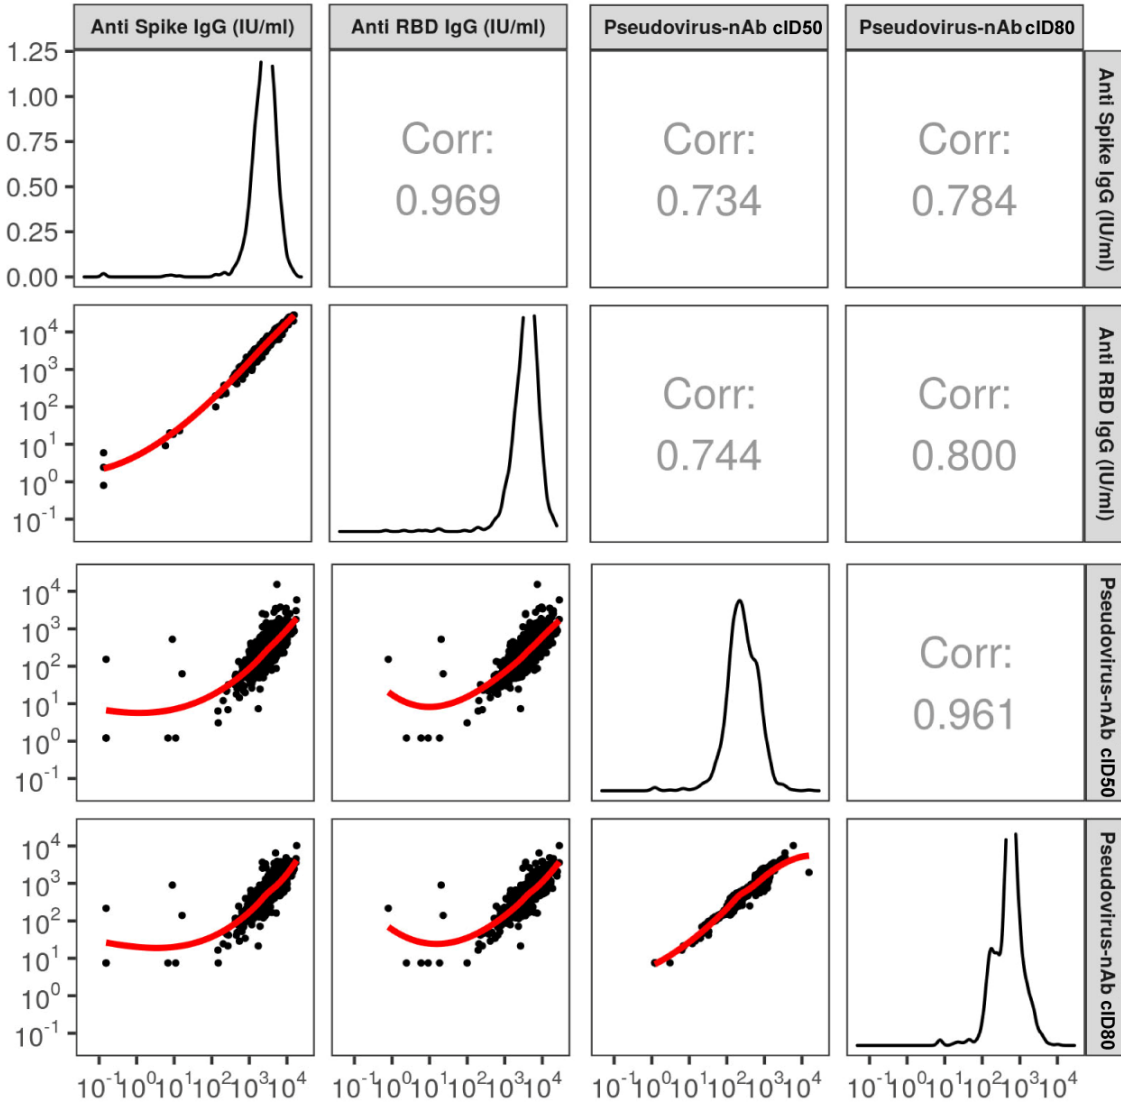 Anti Spike IgG (IU/ml) Anti RBD IgG (IU/ml) Pseudovirus-nAb cID50 Pseudovirus-nAb cID80
1.25
1.00
0.75
0.50
0.25
0.00
Corr:
0.969
Corr:
0.734
Corr:
0.784
Anti Spike IgG (IU/ml)
10⁴
10³
10²
10¹
10⁰
10⁻¹
Corr:
0.744
Corr:
0.800
Anti RBD IgG (IU/ml)
10⁴
10³
10²
10¹
10⁰
10⁻¹
Corr:
0.961
Pseudovirus-nAb cID50
10⁴
10³
10²
10¹
10⁰
10⁻¹
Pseudovirus-nAb cID80
10⁻¹10⁰10¹10²10³10⁴ 10⁻¹10⁰10¹10²10³10⁴ 10⁻¹10⁰10¹10²10³10⁴ 10⁻¹10⁰10¹10²10³10⁴